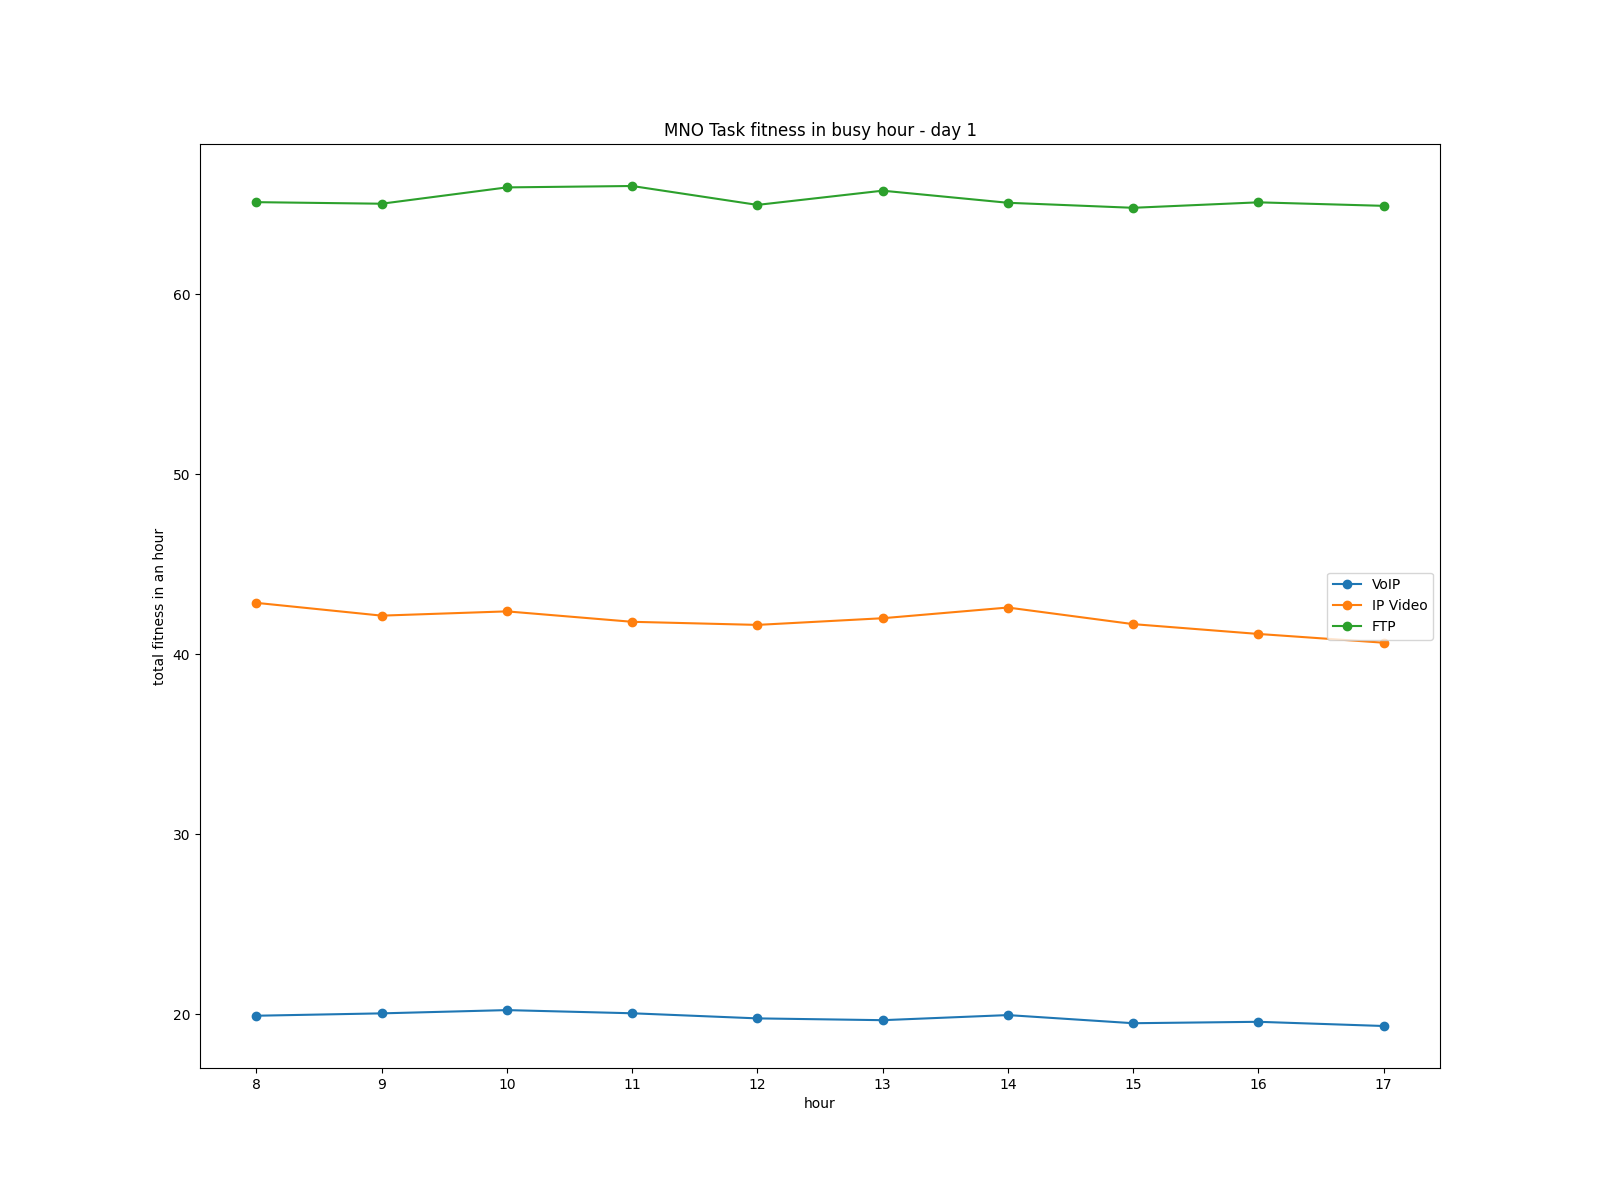 MNO Task fitness in busy hour - day 1
total fitness in an hour
60
50
40
30
20
VoIP
IP Video
FTP
8 9 10 11 12 13 14 15 16 17
hour